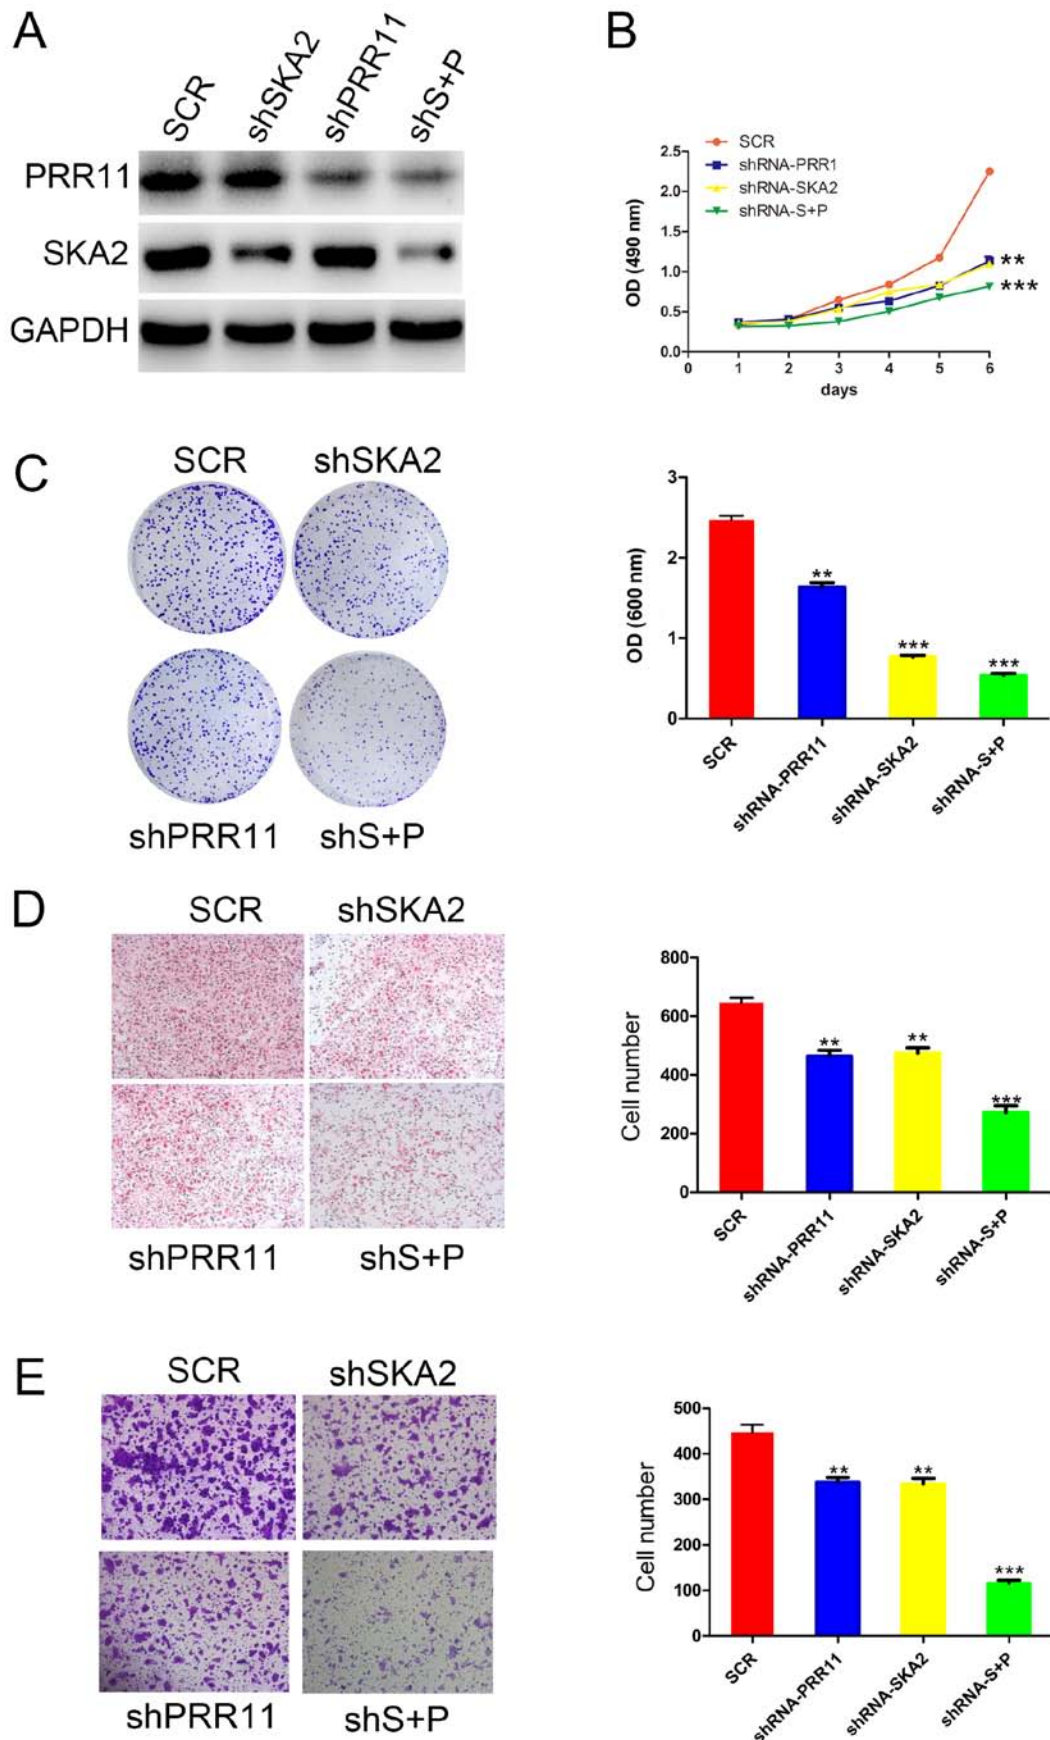 A
SCR
shSKA2
shPRR11
shS+P
PRR11
SKA2
GAPDH
B
SCR
shRNA-PRR1
shRNA-SKA2
shRNA-S+P
OD (490 nm)
2.5
2.0
1.5
1.0
0.5
0.0
0 1 2 3 4 5 6
days
**
***
C
SCR shSKA2
shPRR11 shS+P
OD (600 nm)
3
2
1
0
**
***
***
SCR
shRNA-PRR11
shRNA-SKA2
shRNA-S+P
D
SCR shSKA2
shPRR11 shS+P
Cell number
800
600
400
200
0
**
**
***
SCR
shRNA-PRR11
shRNA-SKA2
shRNA-S+P
E
SCR shSKA2
shPRR11 shS+P
Cell number
500
400
300
200
100
0
**
**
***
SCR
shRNA-PRR11
shRNA-SKA2
shRNA-S+P